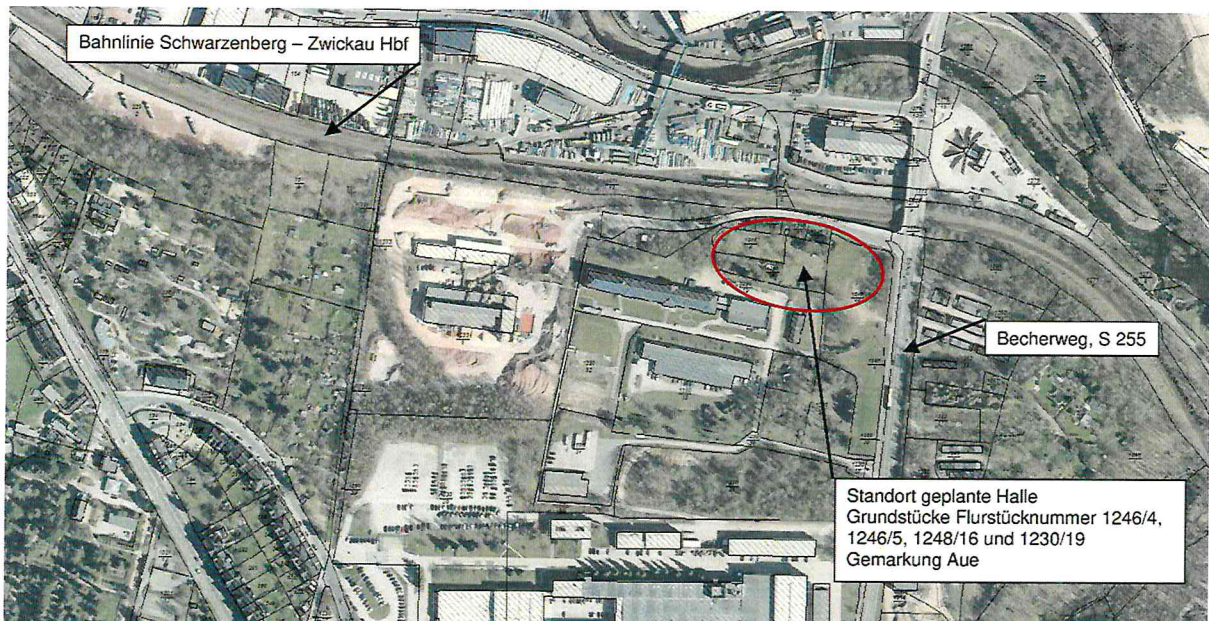 Bahnlinie Schwarzenberg – Zwickau Hbf
Becherweg, S 255
Standort geplante Halle
Grundstücke Flurstücknummer 1246/4,
1246/5, 1248/16 und 1230/19
Gemarkung Aue